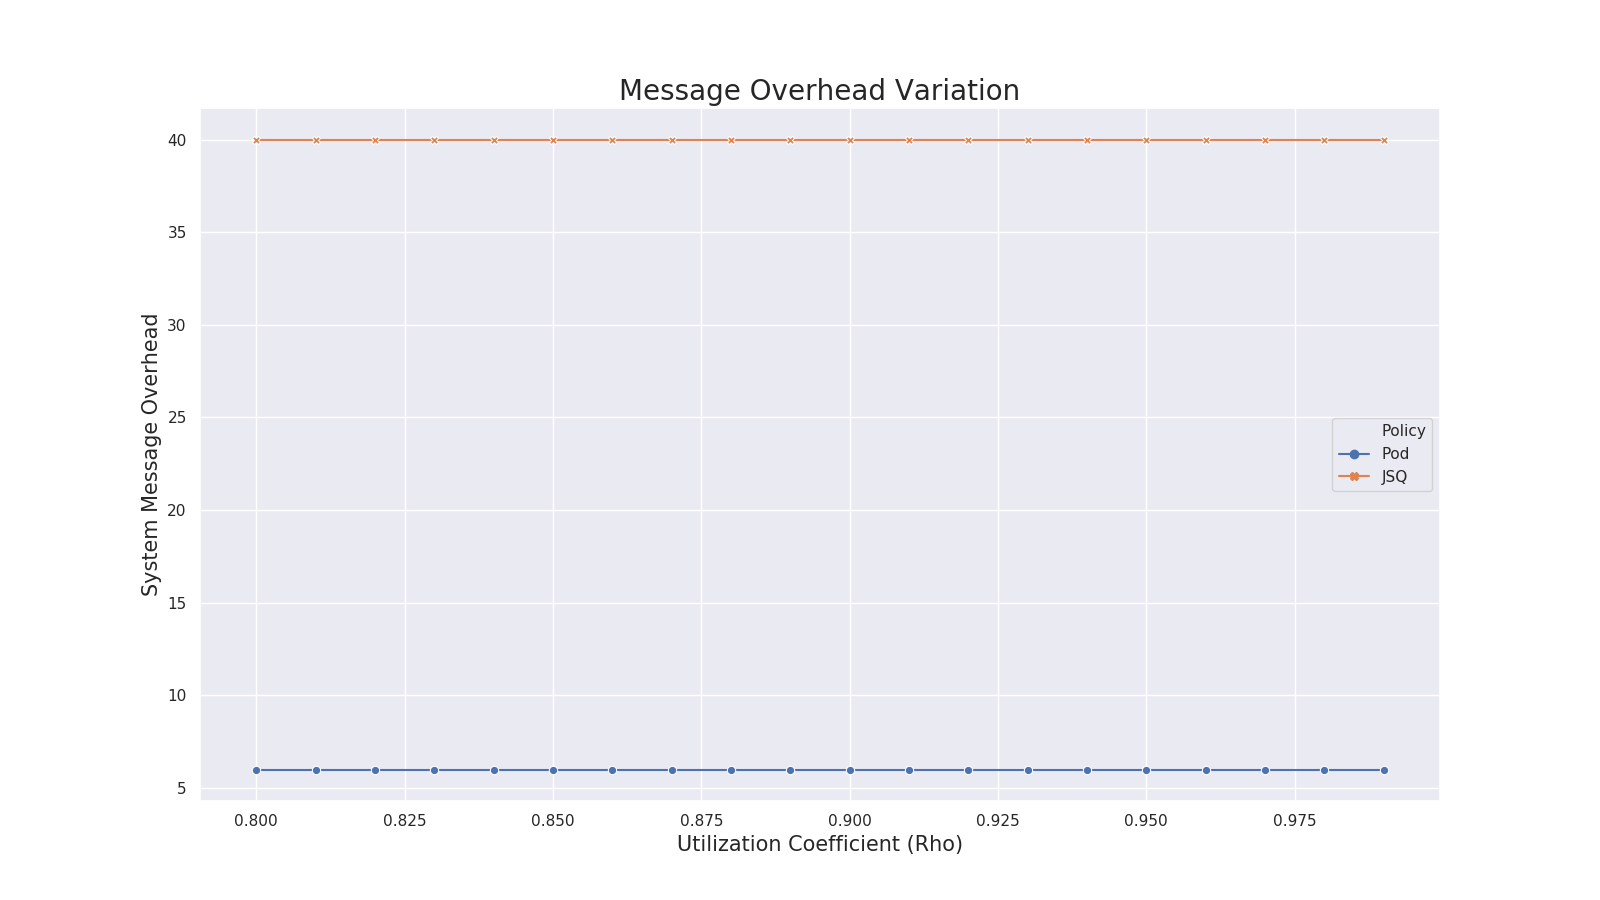 Message Overhead Variation
40
35
30
25
20
15
10
5
System Message Overhead
Policy
Pod
JSQ
0.800 0.825 0.850 0.875 0.900 0.925 0.950 0.975
Utilization Coefficient (Rho)